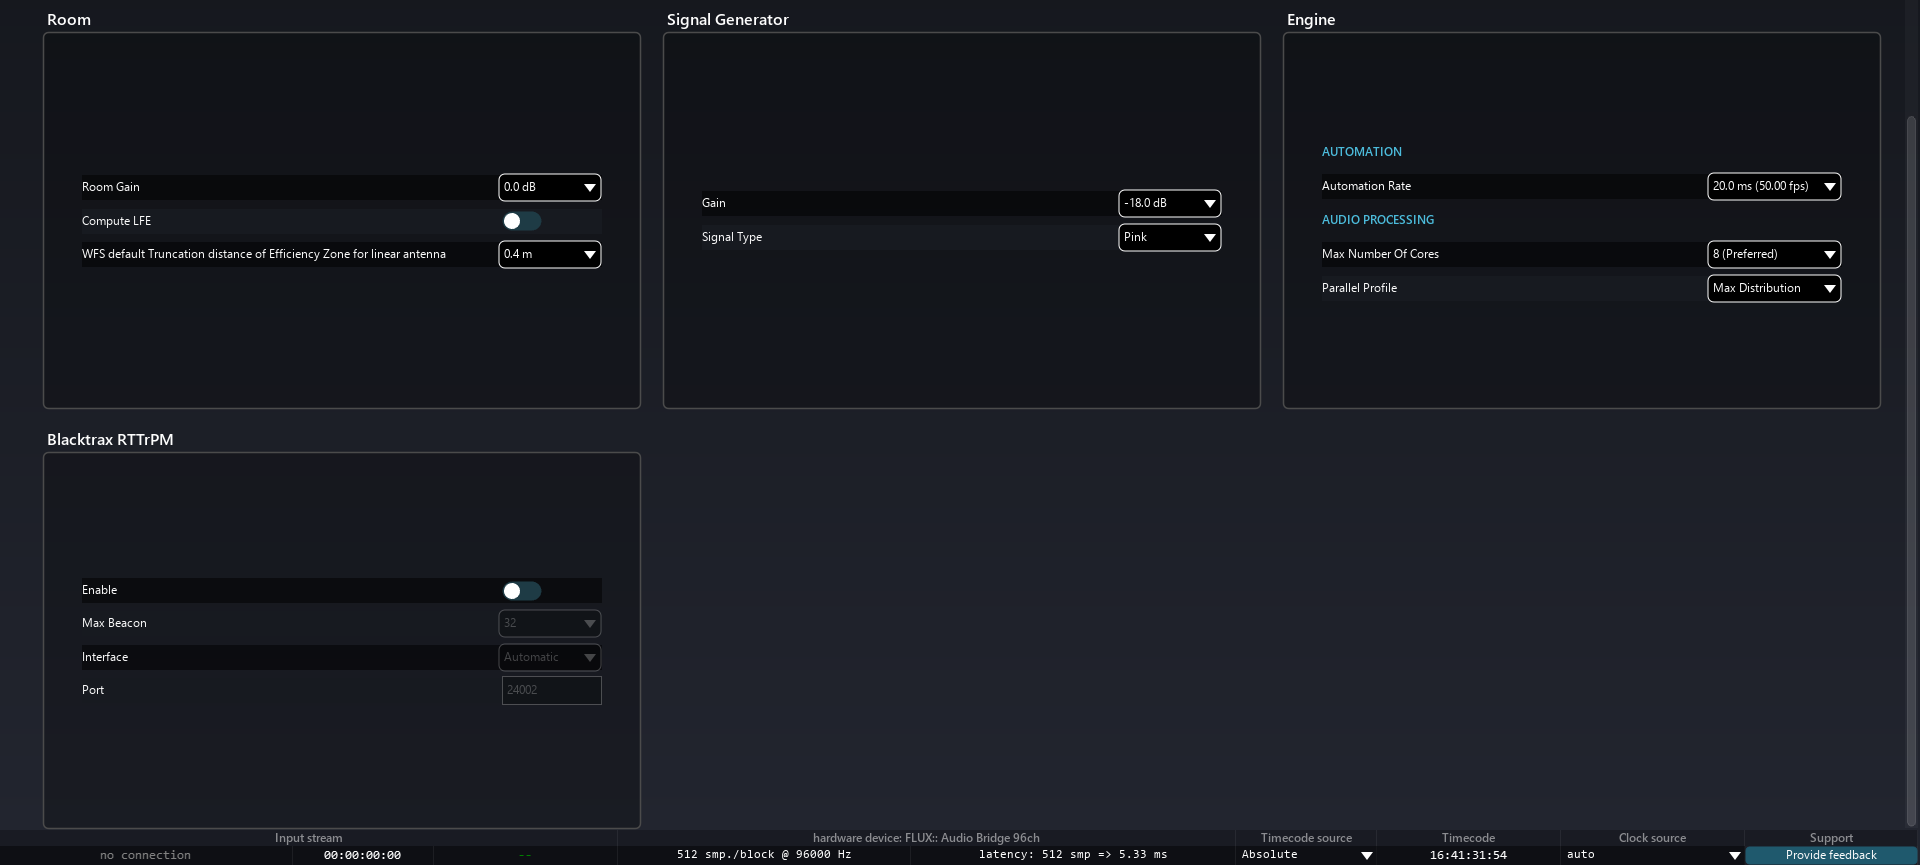 Room
Room Gain
0.0 dB
Compute LFE
WFS default Truncation distance of Efficiency Zone for linear antenna
0.4 m
Signal Generator
Gain
-18.0 dB
Signal Type
Pink
Engine
AUTOMATION
Automation Rate
20.0 ms (50.00 fps)
AUDIO PROCESSING
Max Number Of Cores
8 (Preferred)
Parallel Profile
Max Distribution
Blacktrax RTTrPM
Enable
Max Beacon
32
Interface
Automatic
Port
24002
Input stream
no connection
00:00:00:00
--
hardware device: FLUX:: Audio Bridge 96ch
512 smp./block @ 96000 Hz
latency: 512 smp => 5.33 ms
Timecode source
Absolute
Timecode
16:41:31:54
Clock source
auto
Support
Provide feedback